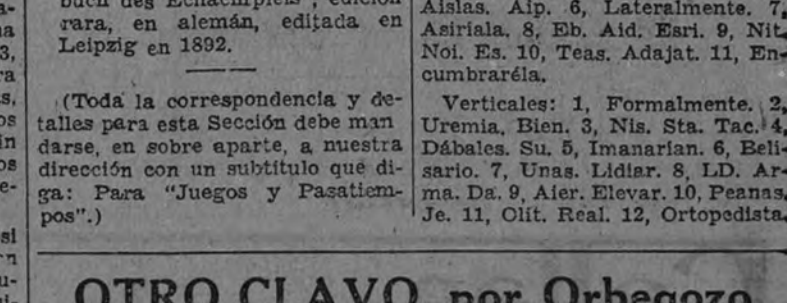 rara, en alemán, editada en
Leipzig en 1892.
(Toda la correspondencia y de-
talles para esta Sección debe man
darse, en sobre aparte, a nuestra
dirección con un subtítulo que di-
ga: Para "Juegos y Pasatiem-
pos".)
Aislas. Aip. 6, Lateralmente. 7,
Asiriala. 8, Eb. Aid. Esri. 9, Nit.
Noi. Es. 10, Teas. Adajat. 11, En-
cumbraréla.
Verticales: 1, Formalmente. 2,
Uremia. Bien. 3, Nis. Sta. Tac. 4,
Dábales. Su. 5, Imanarían. 6, Beli-
sario. 7, Unas. Lidiar. 8, LD. Ar-
ma. Da. 9, Aier. Elevar. 10, Peanas.
Je. 11, Olit. Real. 12, Ortopedista.
OTRO CLAVO, por Orbegozo